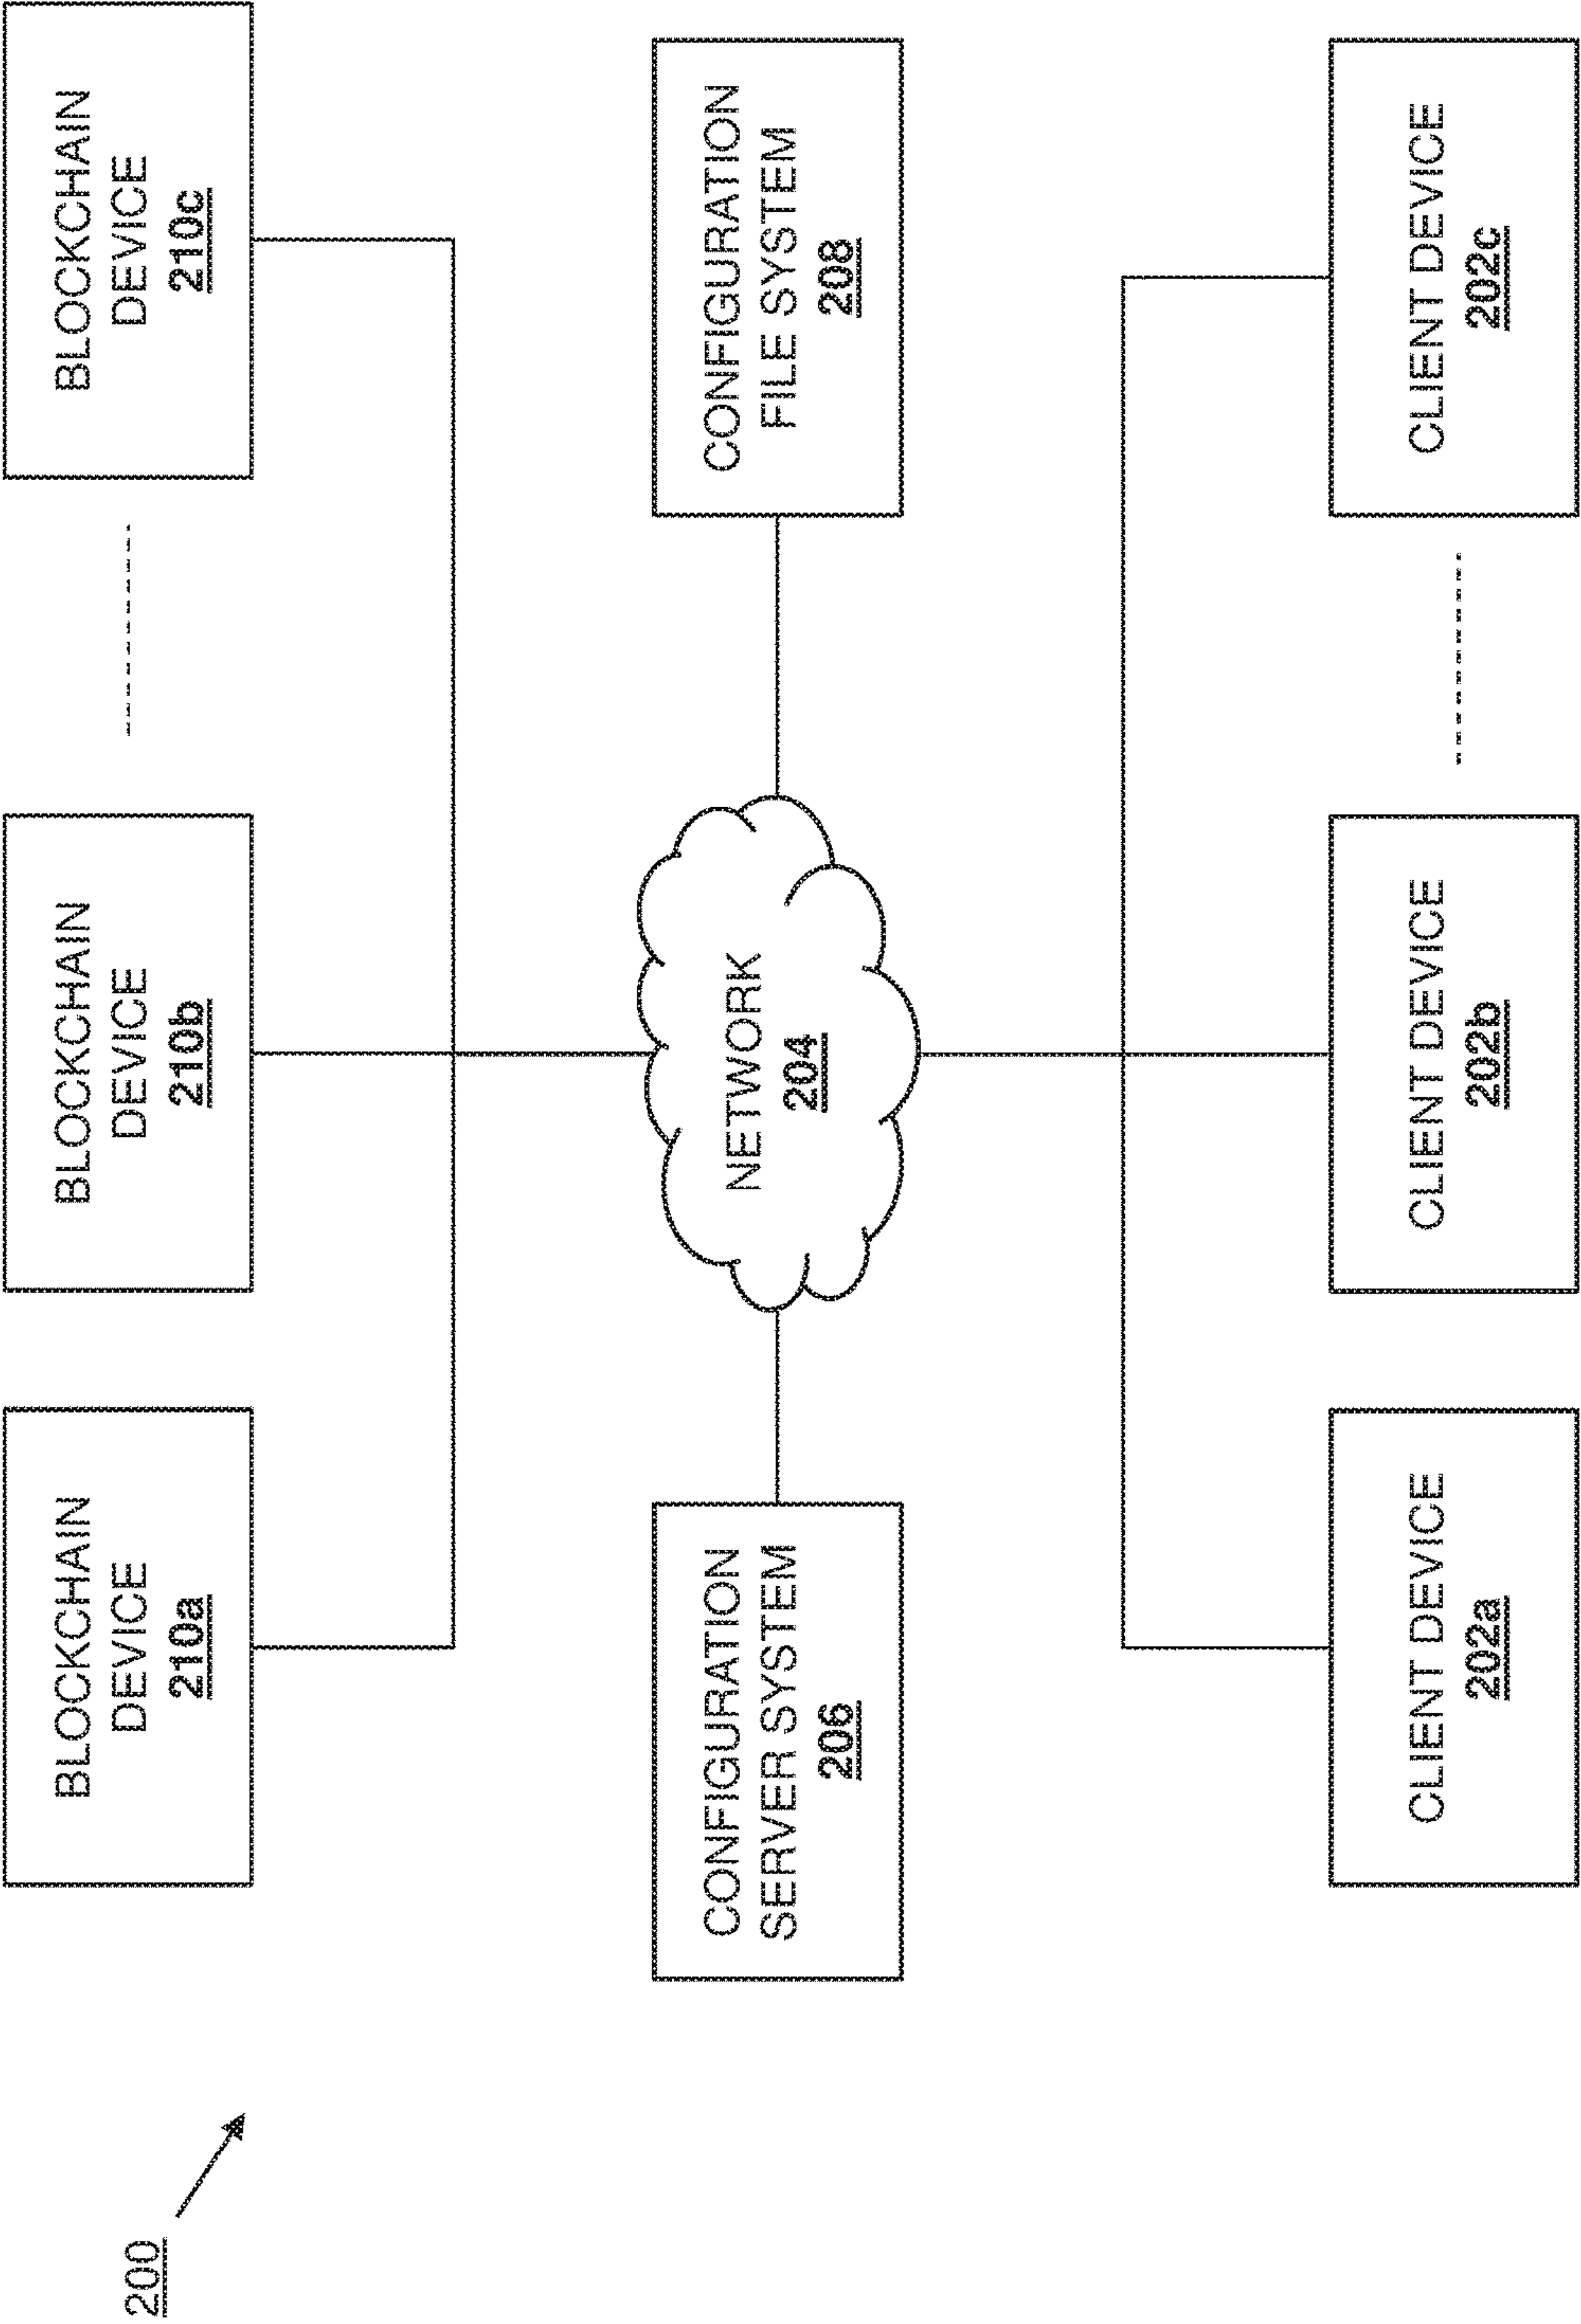 200
BLOCKCHAIN
DEVICE
210a
BLOCKCHAIN
DEVICE
210b
BLOCKCHAIN
DEVICE
210c
CONFIGURATION
SERVER SYSTEM
206
NETWORK
204
CONFIGURATION
FILE SYSTEM
208
CLIENT DEVICE
202a
CLIENT DEVICE
202b
CLIENT DEVICE
202c